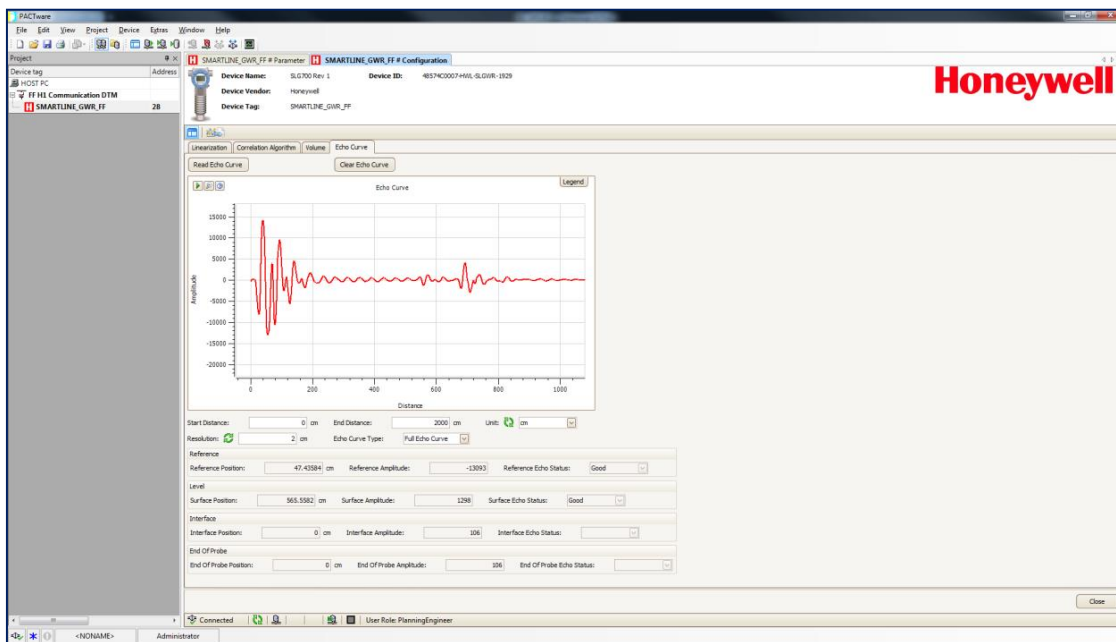 PACTware
File Edit View Project Device Extras Window Help
Project
Device tag Address
HOST PC
FF H1 Communication DTM
SMARTLINE_GWR_FF 28
SMARTLINE_GWR_FF # Parameter SMARTLINE_GWR_FF # Configuration
Device Name: SLG700 Rev 1 Device ID: 48574C0007-HWL-SLGWR-1929
Device Vendor: Honeywell
Device Tag: SMARTLINE_GWR_FF
Honeywell
Linearization Correlation Algorithm Volume Echo Curve
Read Echo Curve Clear Echo Curve
Echo Curve
Legend
15000
10000
5000
0
-5000
-10000
-15000
-20000
Amplitude
0 200 400 600 800 1000
Distance
Start Distance: 0 cm End Distance: 2000 cm Unit: cm
Resolution: 2 cm Echo Curve Type: Full Echo Curve
Reference
Reference Position: 47.43584 cm Reference Amplitude: -13093 Reference Echo Status: Good
Level
Surface Position: 565.5582 cm Surface Amplitude: 1298 Surface Echo Status: Good
Interface
Interface Position: 0 cm Interface Amplitude: 106 Interface Echo Status:
End Of Probe
End Of Probe Position: 0 cm End Of Probe Amplitude: 106 End Of Probe Echo Status:
Close
Connected User Role: PlanningEngineer
<NONAME> Administrator